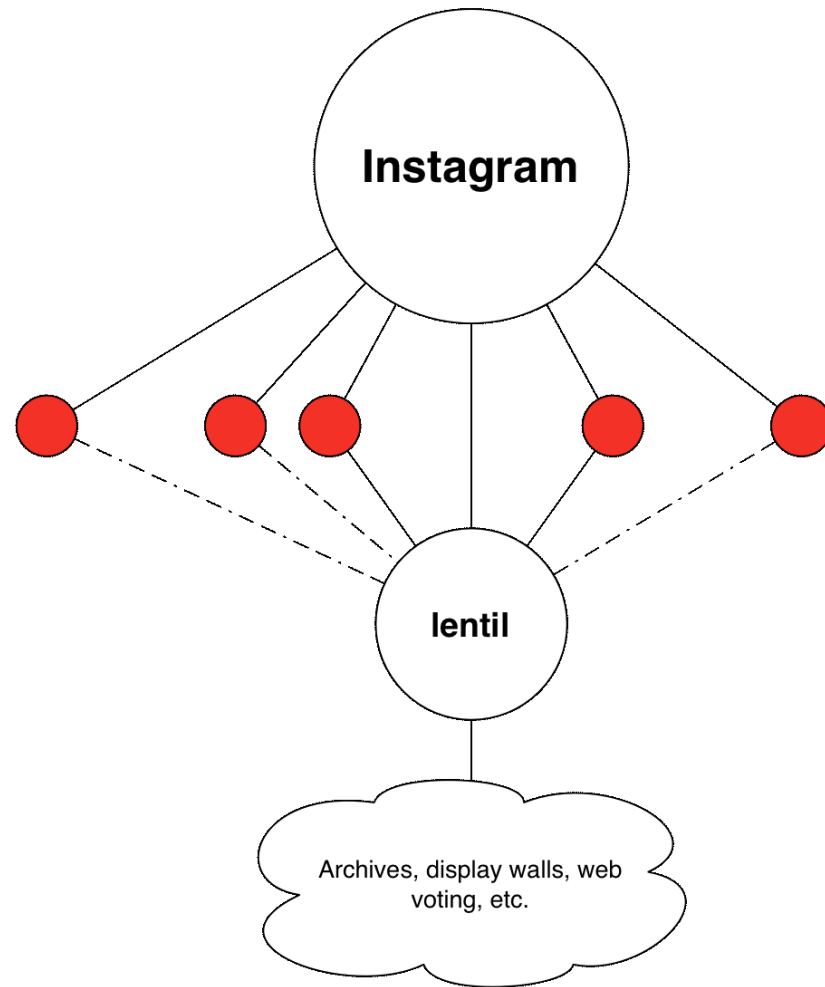 Instagram
lentil
Archives, display walls, web
voting, etc.